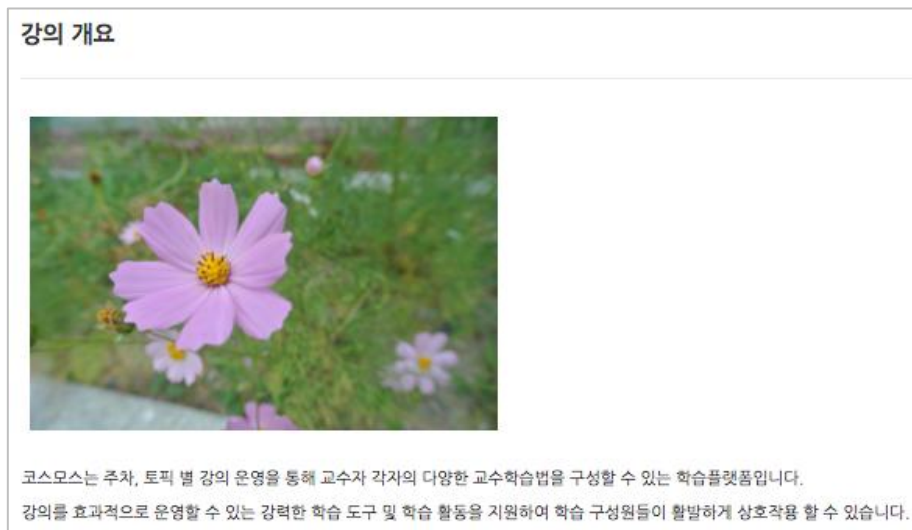 강의 개요
코스모스는 주차, 토픽 별 강의 운영을 통해 교수자 각자의 다양한 교수학습법을 구성할 수 있는 학습플랫폼입니다.
강의를 효과적으로 운영할 수 있는 강력한 학습 도구 및 학습 활동을 지원하여 학습 구성원들이 활발하게 상호작용 할 수 있습니다.